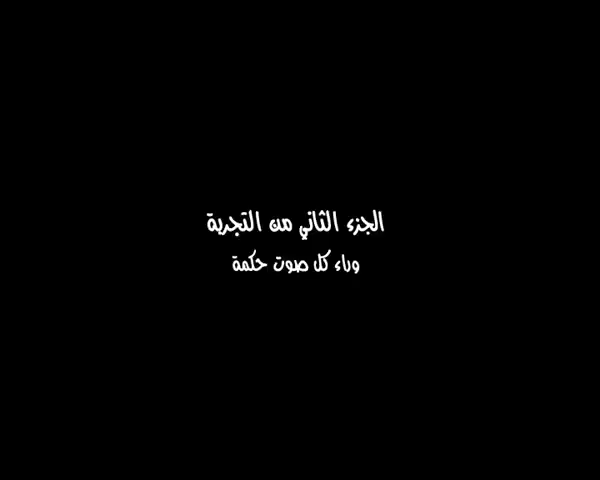 الجزء الثاني من التجربة
وراء كل صوت حكمة